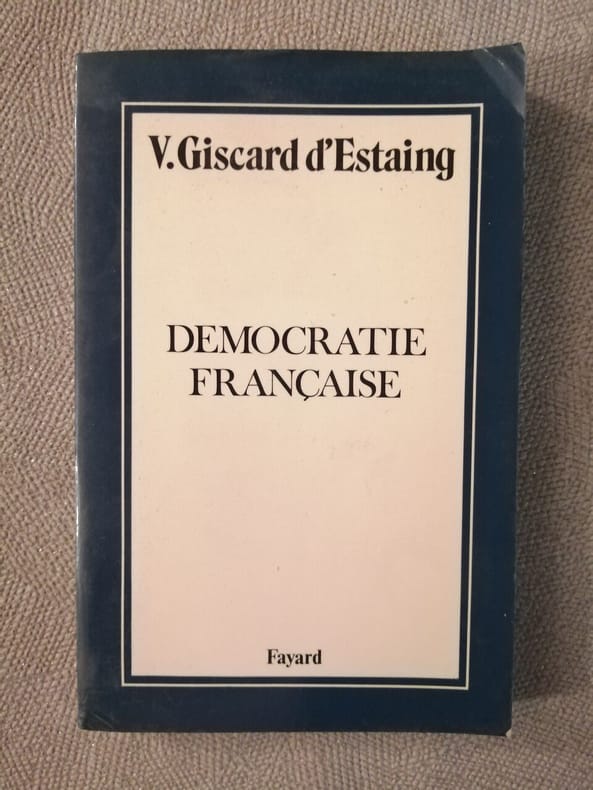 V.Giscard d'Estaing
DEMOCRATIE
FRANÇAISE
Fayard